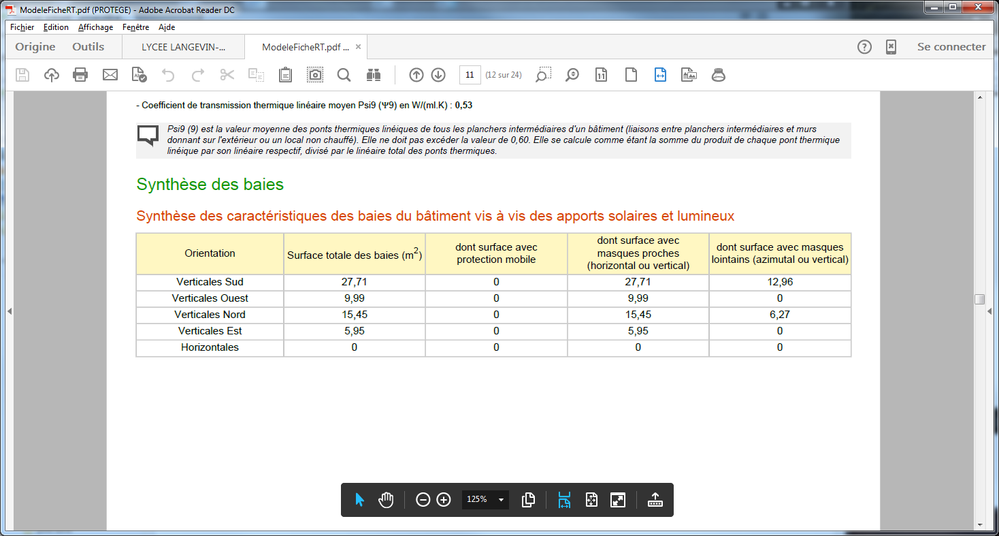 ModeleFicheRT.pdf (PROTEGE) - Adobe Acrobat Reader DC
Fichier Edition Affichage Fenêtre Aide
Origine Outils LYCEE LANGEVIN-... ModeleFicheRT.pdf ... × Se connecter
11 (12 sur 24)
- Coefficient de transmission thermique linéaire moyen Psi9 (Ψ9) en W/(ml.K) : 0,53
Psi9 (9) est la valeur moyenne des ponts thermiques linéiques de tous les planchers intermédiaires d'un bâtiment (liaisons entre planchers intermédiaires et murs
donnant sur l'extérieur ou un local non chauffé). Elle ne doit pas excéder la valeur de 0,60. Elle se calcule comme étant la somme du produit de chaque pont thermique
linéique par son linéaire respectif, divisé par le linéaire total des ponts thermiques.
Synthèse des baies
Synthèse des caractéristiques des baies du bâtiment vis à vis des apports solaires et lumineux
Orientation
Surface totale des baies (m²)
dont surface avec
protection mobile
dont surface avec
masques proches
(horizontal ou vertical)
dont surface avec masques
lointains (azimutal ou vertical)
Verticales Sud 27,71 0 27,71 12,96
Verticales Ouest 9,99 0 9,99 0
Verticales Nord 15,45 0 15,45 6,27
Verticales Est 5,95 0 5,95 0
Horizontales 0 0 0 0
125%